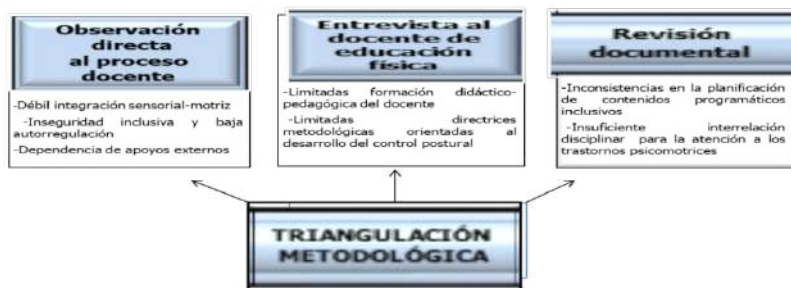 Observación
directa
al proceso
docente
-Débil integración sensorial-motriz
-Inseguridad inclusiva y baja
autorregulación
-Dependencia de apoyos externos
Entrevista al
docente de
educación
física
-Limitadas formación didáctico-
pedagógica del docente
-Limitadas directrices
metodológicas orientadas al
desarrollo del control postural
Revisión
documental
-Inconsistencias en la planificación
de contenidos programáticos
inclusivos
-Insuficiente interrelación
disciplinar para la atención a los
trastornos psicomotrices
TRIANGULACIÓN
METODOLÓGICA